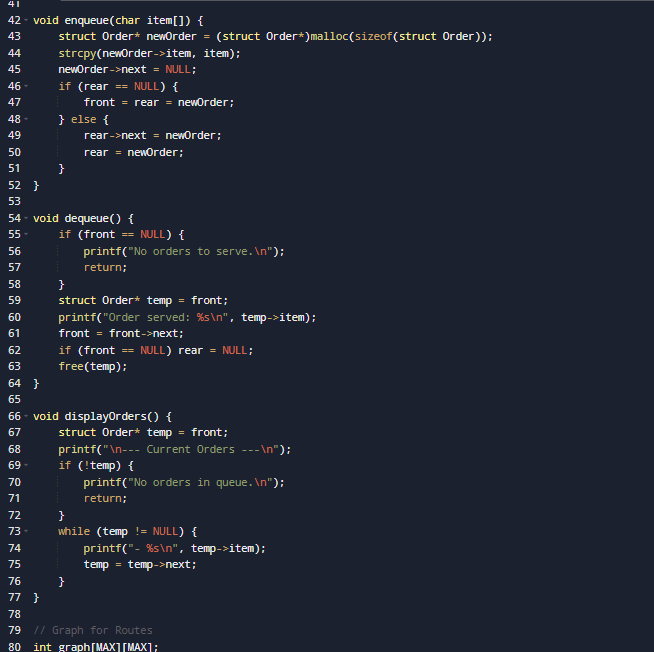 41
42 void enqueue(char item[]) {
43     struct Order* newOrder = (struct Order*)malloc(sizeof(struct Order));
44     strcpy(newOrder->item, item);
45     newOrder->next = NULL;
46     if (rear == NULL) {
47         front = rear = newOrder;
48     } else {
49         rear->next = newOrder;
50         rear = newOrder;
51     }
52 }
53
54 void dequeue() {
55     if (front == NULL) {
56         printf("No orders to serve.\n");
57         return;
58     }
59     struct Order* temp = front;
60     printf("Order served: %s\n", temp->item);
61     front = front->next;
62     if (front == NULL) rear = NULL;
63     free(temp);
64 }
65
66 void displayOrders() {
67     struct Order* temp = front;
68     printf("\n--- Current Orders ---\n");
69     if (!temp) {
70         printf("No orders in queue.\n");
71         return;
72     }
73     while (temp != NULL) {
74         printf("- %s\n", temp->item);
75         temp = temp->next;
76     }
77 }
78
79 // Graph for Routes
80 int graph[MAX][MAX];